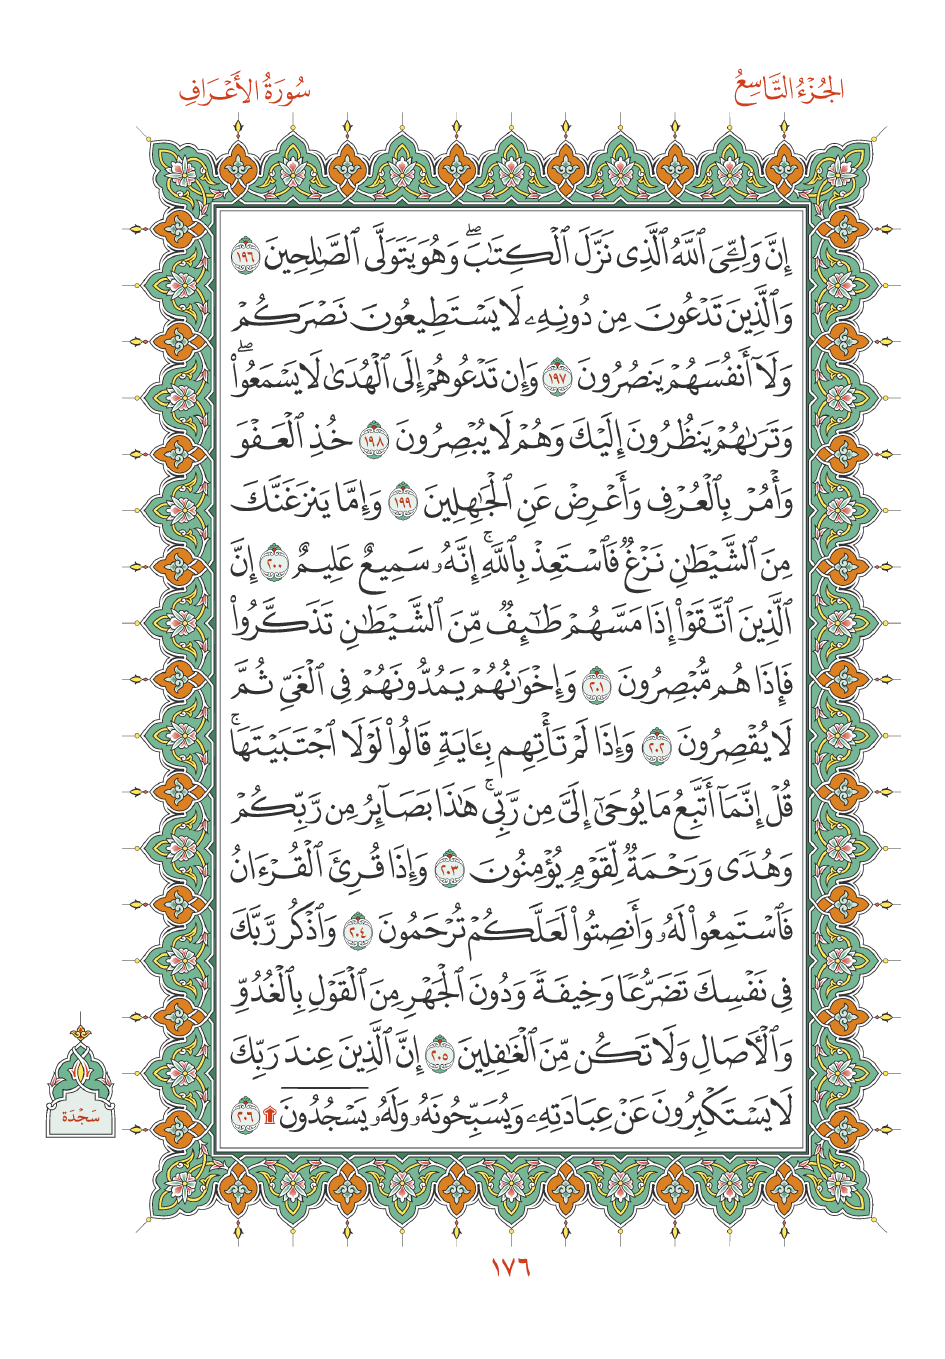 الجُزْءُ التَّاسِعُ
سُورَةُ الأَعْرَافِ
إِنَّ وَلِـِّۧيَ ٱللَّهُ ٱلَّذِى نَزَّلَ ٱلْكِتَـٰبَ ۖ وَهُوَ يَتَوَلَّى ٱلصَّـٰلِحِينَ ١٩٦
وَٱلَّذِينَ تَدْعُونَ مِن دُونِهِۦ لَا يَسْتَطِيعُونَ نَصْرَكُمْ
وَلَآ أَنفُسَهُمْ يَنصُرُونَ ١٩٧ وَإِن تَدْعُوهُمْ إِلَى ٱلْهُدَىٰ لَا يَسْمَعُوا۟ ۖ
وَتَرَىٰهُمْ يَنظُرُونَ إِلَيْكَ وَهُمْ لَا يُبْصِرُونَ ١٩٨ خُذِ ٱلْعَفْوَ
وَأْمُرْ بِٱلْعُرْفِ وَأَعْرِضْ عَنِ ٱلْجَـٰهِلِينَ ١٩٩ وَإِمَّا يَنزَغَنَّكَ
مِنَ ٱلشَّيْطَـٰنِ نَزْغٌ فَٱسْتَعِذْ بِٱللَّهِ ۚ إِنَّهُۥ سَمِيعٌ عَلِيمٌ ٢٠٠ إِنَّ
ٱلَّذِينَ ٱتَّقَوْا۟ إِذَا مَسَّهُمْ طَـٰٓئِفٌ مِّنَ ٱلشَّيْطَـٰنِ تَذَكَّرُوا۟
فَإِذَا هُم مُّبْصِرُونَ ٢٠١ وَإِخْوَٰنُهُمْ يَمُدُّونَهُمْ فِى ٱلْغَىِّ ثُمَّ
لَا يُقْصِرُونَ ٢٠٢ وَإِذَا لَمْ تَأْتِهِم بِـَٔايَةٍ قَالُوا۟ لَوْلَا ٱجْتَبَيْتَهَا ۚ
قُلْ إِنَّمَآ أَتَّبِعُ مَا يُوحَىٰٓ إِلَىَّ مِن رَّبِّى ۚ هَـٰذَا بَصَآئِرُ مِن رَّبِّكُمْ
وَهُدًى وَرَحْمَةٌ لِّقَوْمٍ يُؤْمِنُونَ ٢٠٣ وَإِذَا قُرِئَ ٱلْقُرْءَانُ
فَٱسْتَمِعُوا۟ لَهُۥ وَأَنصِتُوا۟ لَعَلَّكُمْ تُرْحَمُونَ ٢٠٤ وَٱذْكُر رَّبَّكَ
فِى نَفْسِكَ تَضَرُّعًا وَخِيفَةً وَدُونَ ٱلْجَهْرِ مِنَ ٱلْقَوْلِ بِٱلْغُدُوِّ
وَٱلْـَٔاصَالِ وَلَا تَكُن مِّنَ ٱلْغَـٰفِلِينَ ٢٠٥ إِنَّ ٱلَّذِينَ عِندَ رَبِّكَ
لَا يَسْتَكْبِرُونَ عَنْ عِبَادَتِهِۦ وَيُسَبِّحُونَهُۥ وَلَهُۥ يَسْجُدُونَ ۩ ٢٠٦
سَجْدَة
١٧٦